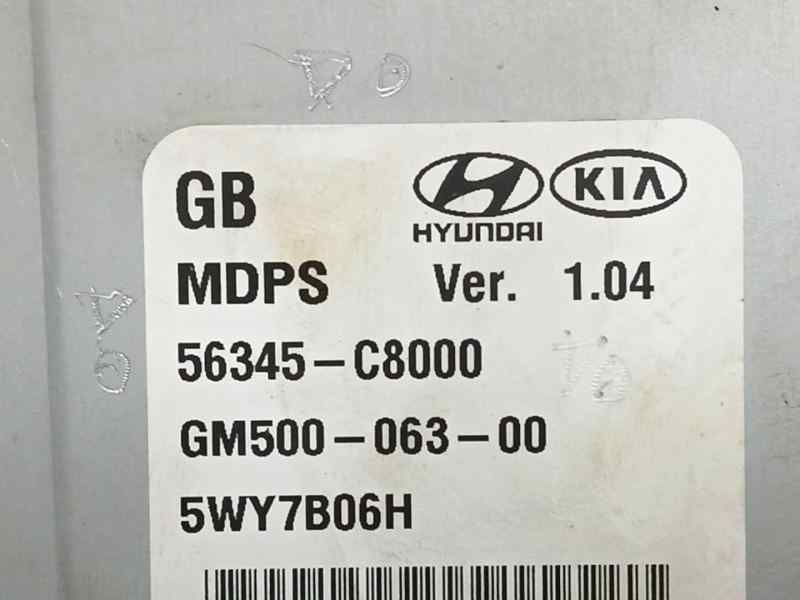 GB
HYUNDAI
KIA
MDPS Ver. 1.04
56345-C8000
GM500-063-00
5WY7B06H